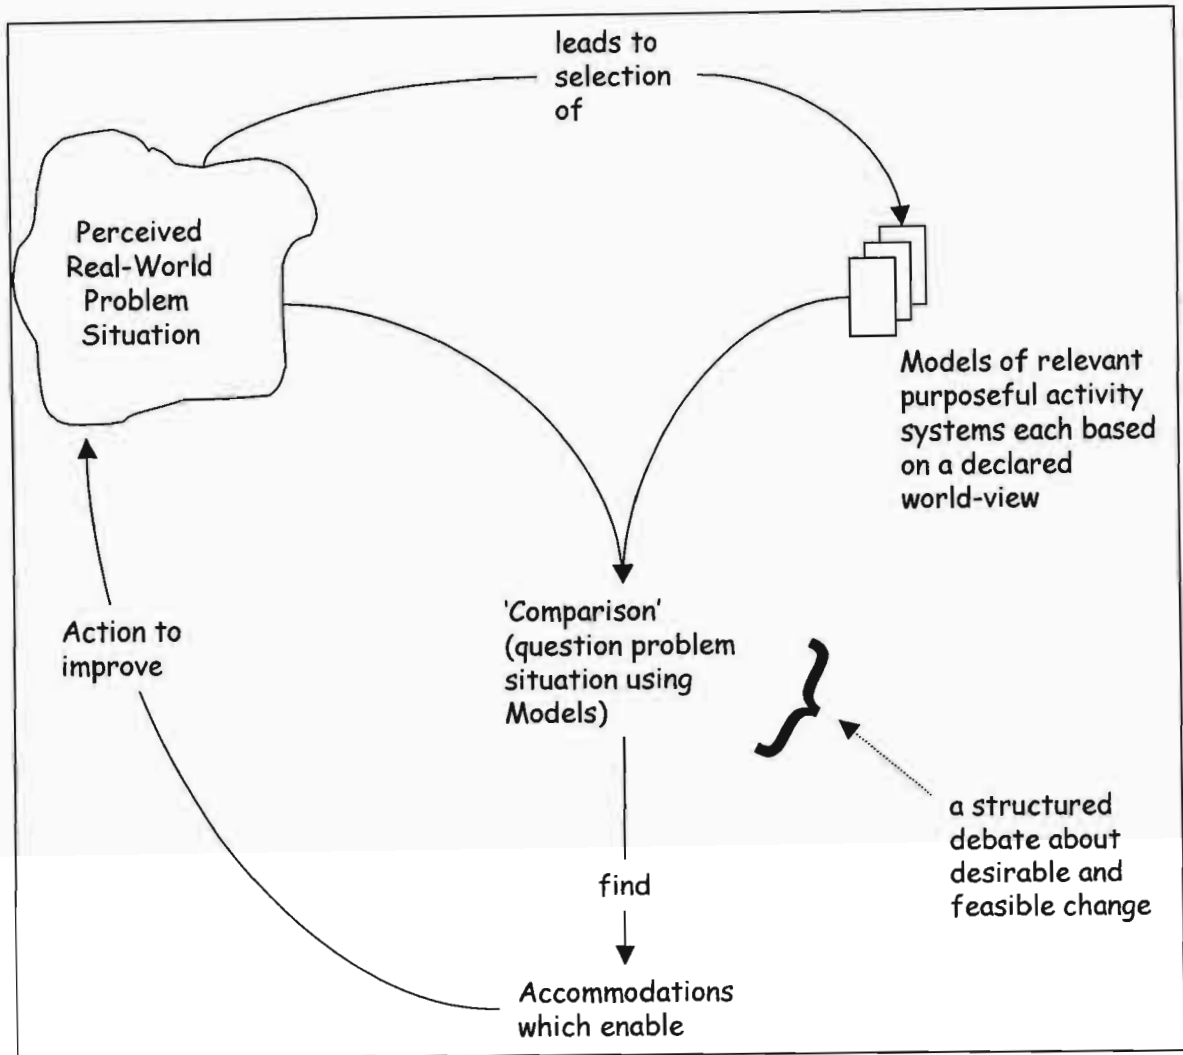 leads to
selection
of
Perceived
Real-World
Problem
Situation
Models of relevant
purposeful activity
systems each based
on a declared
world-view
'Comparison'
(question problem
situation using
Models)
Action to
improve
a structured
debate about
desirable and
feasible change
find
Accommodations
which enable